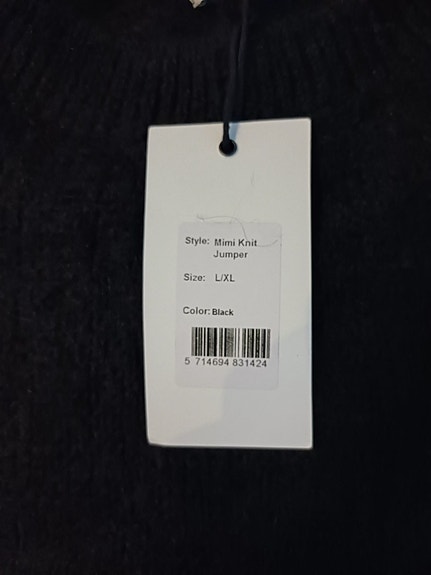 Style: Mimi Knit
Jumper
Size: L/XL
Color: Black
5 714694 831424